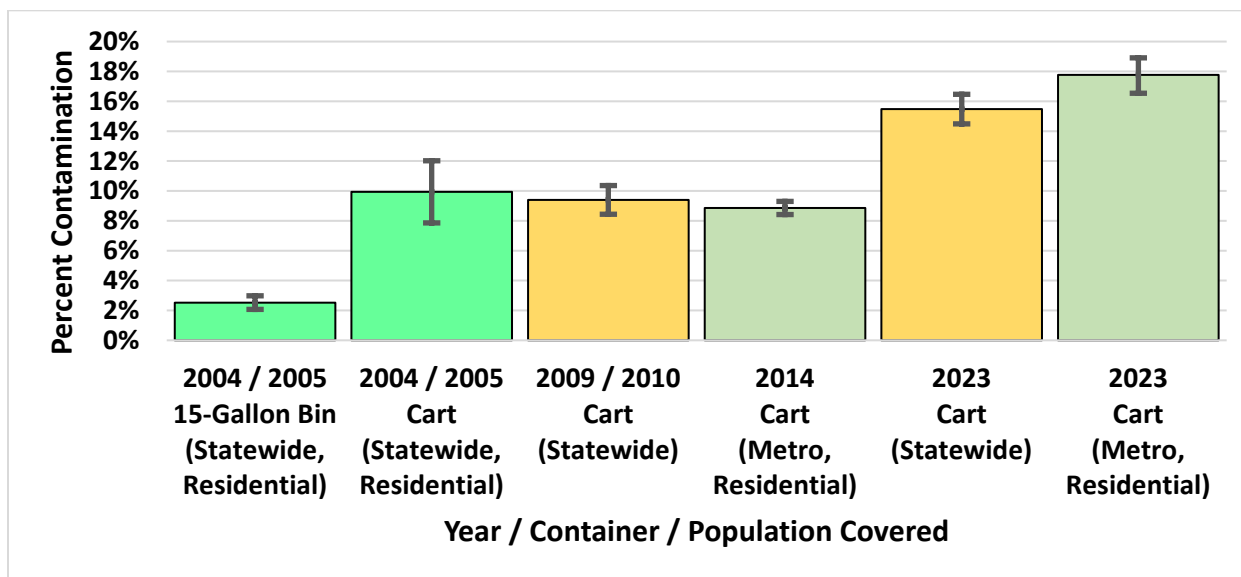 Percent Contamination
20%
18%
16%
14%
12%
10%
8%
6%
4%
2%
0%
2004 / 2005
15-Gallon Bin
(Statewide,
Residential)
2004 / 2005
Cart
(Statewide,
Residential)
2009 / 2010
Cart
(Statewide)
2014
Cart
(Metro,
Residential)
2023
Cart
(Statewide)
2023
Cart
(Metro,
Residential)
Year / Container / Population Covered